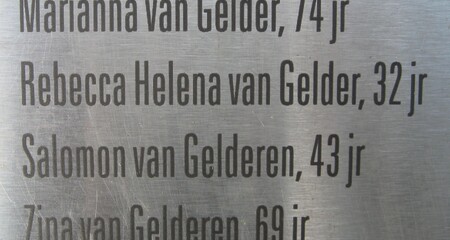 Marianna van Gelder, 74 jr
Rebecca Helena van Gelder, 32 jr
Salomon van Gelderen, 43 jr
Zina van Gelderen, 69 jr